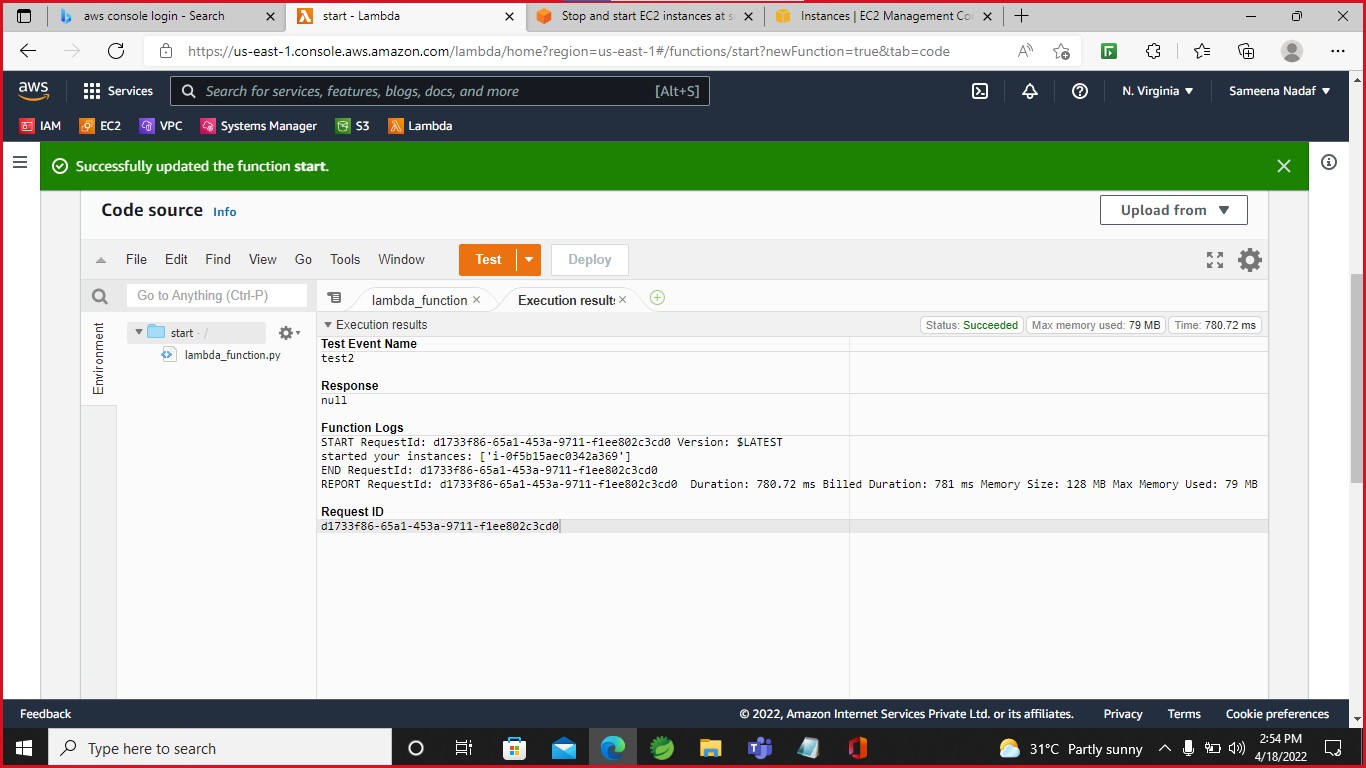 aws console login - Search
start - Lambda
Stop and start EC2 instances at s
Instances | EC2 Management Co
https://us-east-1.console.aws.amazon.com/lambda/home?region=us-east-1#/functions/start?newFunction=true&tab=code
aws
Services
Search for services, features, blogs, docs, and more
[Alt+S]
N. Virginia
Sameena Nadaf
IAM
EC2
VPC
Systems Manager
S3
Lambda
Successfully updated the function start.
Code source Info
Upload from
File Edit Find View Go Tools Window
Test
Deploy
Go to Anything (Ctrl-P)
lambda_function
Execution results
Environment
start - /
lambda_function.py
Execution results
Status: Succeeded
Max memory used: 79 MB
Time: 780.72 ms
Test Event Name
test2
Response
null
Function Logs
START RequestId: d1733f86-65a1-453a-9711-f1ee802c3cd0 Version: $LATEST
started your instances: ['i-0f5b15aec0342a369']
END RequestId: d1733f86-65a1-453a-9711-f1ee802c3cd0
REPORT RequestId: d1733f86-65a1-453a-9711-f1ee802c3cd0 Duration: 780.72 ms Billed Duration: 781 ms Memory Size: 128 MB Max Memory Used: 79 MB
Request ID
d1733f86-65a1-453a-9711-f1ee802c3cd0
Feedback
© 2022, Amazon Internet Services Private Ltd. or its affiliates.
Privacy
Terms
Cookie preferences
Type here to search
31°C Partly sunny
2:54 PM
4/18/2022